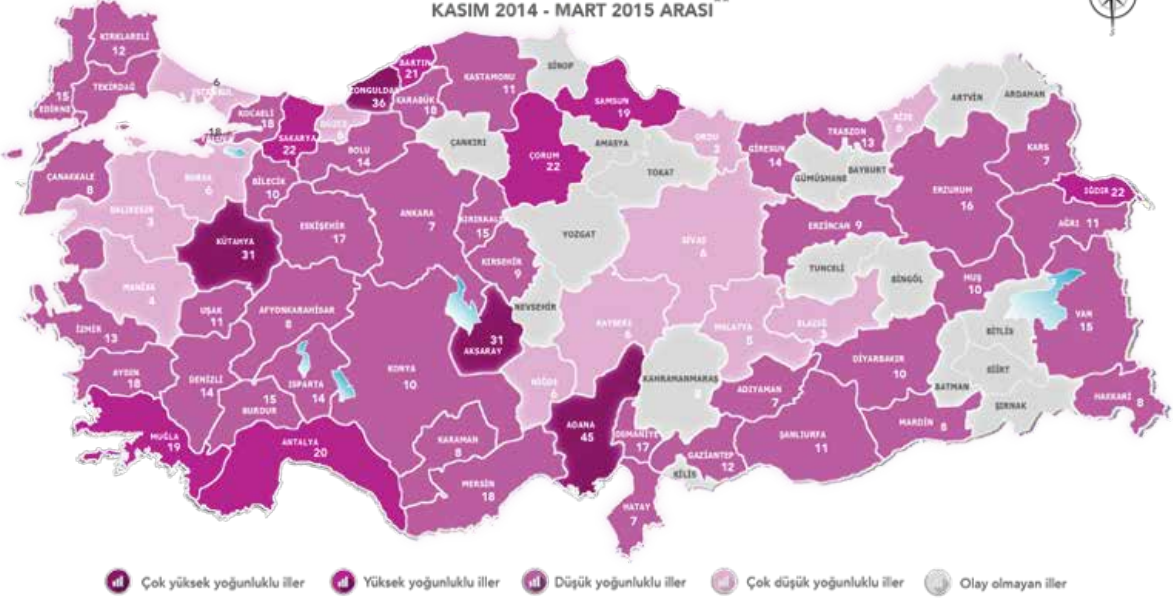 KASIM 2014 - MART 2015 ARASI
KIRKLARELİ
12
TEKİRDAĞ
15
EDİRNE
6
KOCAELİ
18
18
SAKARYA
22
DÜZCE
6
ZONGULDAK
36
BARTIN
21
KARABÜK
18
KASTAMONU
11
SİNOP
SAMSUN
19
BOLU
14
ÇANKIRI
ÇORUM
22
AMASYA
TOKAT
ORDU
3
GİRESUN
14
TRABZON
13
RİZE
6
ARTVİN
ARDAHAN
GÜMÜŞHANE
BAYBURT
KARS
7
ERZURUM
16
IĞDIR 22
AĞRI 11
ÇANAKKALE
8
BURSA
6
BİLECİK
10
BALIKESİR
3
KÜTAHYA
31
ESKİŞEHİR
17
ANKARA
7
KIRIKKALE
15
KIRŞEHİR
9
YOZGAT
SİVAS
6
ERZİNCAN 9
TUNCELİ
BİNGÖL
MUŞ
10
BİTLİS
VAN
15
MANİSA
4
UŞAK
11
AFYONKARAHİSAR
8
NEVŞEHİR
31
AKSARAY
KAYSERİ
6
MALATYA
5
ELAZIĞ
İZMİR
13
AYDIN
18
DENİZLİ
14
ISPARTA
14
15
BURDUR
KONYA
10
NİĞDE
6
KAHRAMANMARAŞ
ADIYAMAN
7
DİYARBAKIR
10
BATMAN
SİİRT
ŞIRNAK
HAKKARİ 8
MUĞLA
19
ANTALYA
20
KARAMAN
8
MERSİN
18
ADANA
45
OSMANİYE
17
GAZİANTEP
12
KİLİS
HATAY
7
ŞANLIURFA
11
MARDİN 8
Çok yüksek yoğunluklu iller
Yüksek yoğunluklu iller
Düşük yoğunluklu iller
Çok düşük yoğunluklu iller
Olay olmayan iller